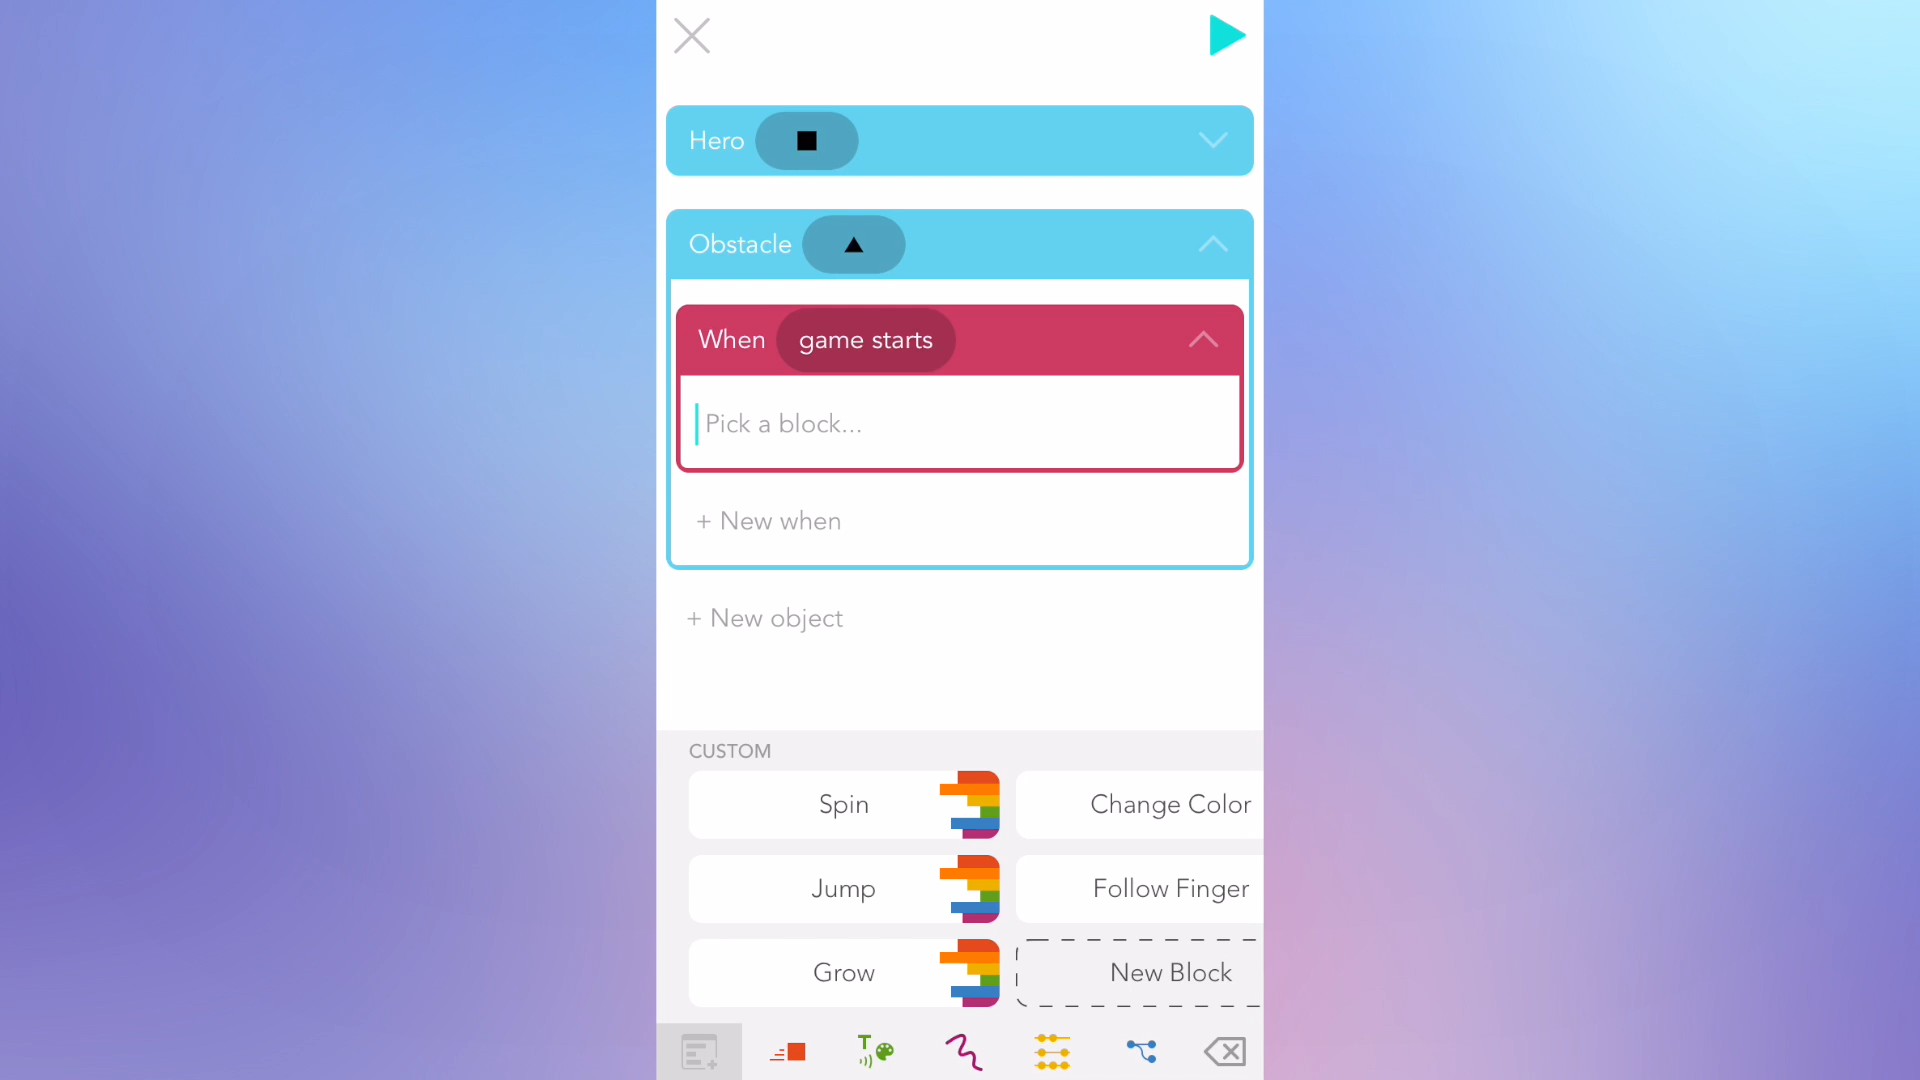 Hero
Obstacle
When game starts
Pick a block...
+ New when
+ New object
CUSTOM
Spin
Change Color
Jump
Follow Finger
Grow
New Block
T